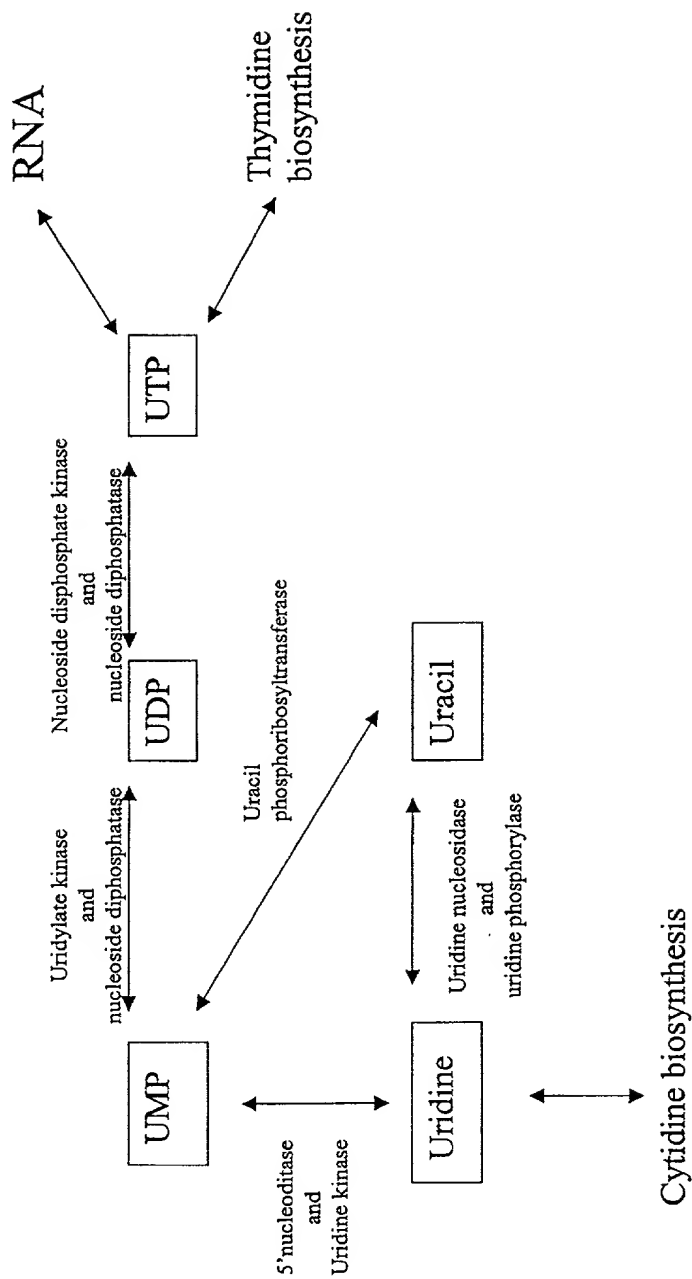 RNA
Thymidine
biosynthesis
Nucleoside disphosphate kinase
and
nucleoside diphosphatase
UTP
Uridylate kinase
and
nucleoside diphosphatase
UDP
UMP
Uracil
phosphoribosyltransferase
5'nucleoditase
and
Uridine kinase
Uridine
Uridine nucleosidase
and
uridine phosphorylase
Uracil
Cytidine biosynthesis